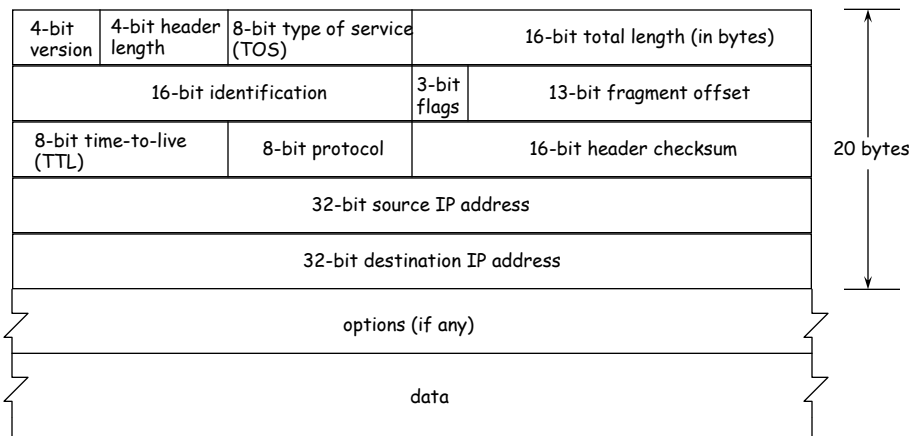 4-bit
version
4-bit header
length
8-bit type of service
(TOS)
16-bit total length (in bytes)
16-bit identification
3-bit
flags
13-bit fragment offset
8-bit time-to-live
(TTL)
8-bit protocol
16-bit header checksum
20 bytes
32-bit source IP address
32-bit destination IP address
options (if any)
data